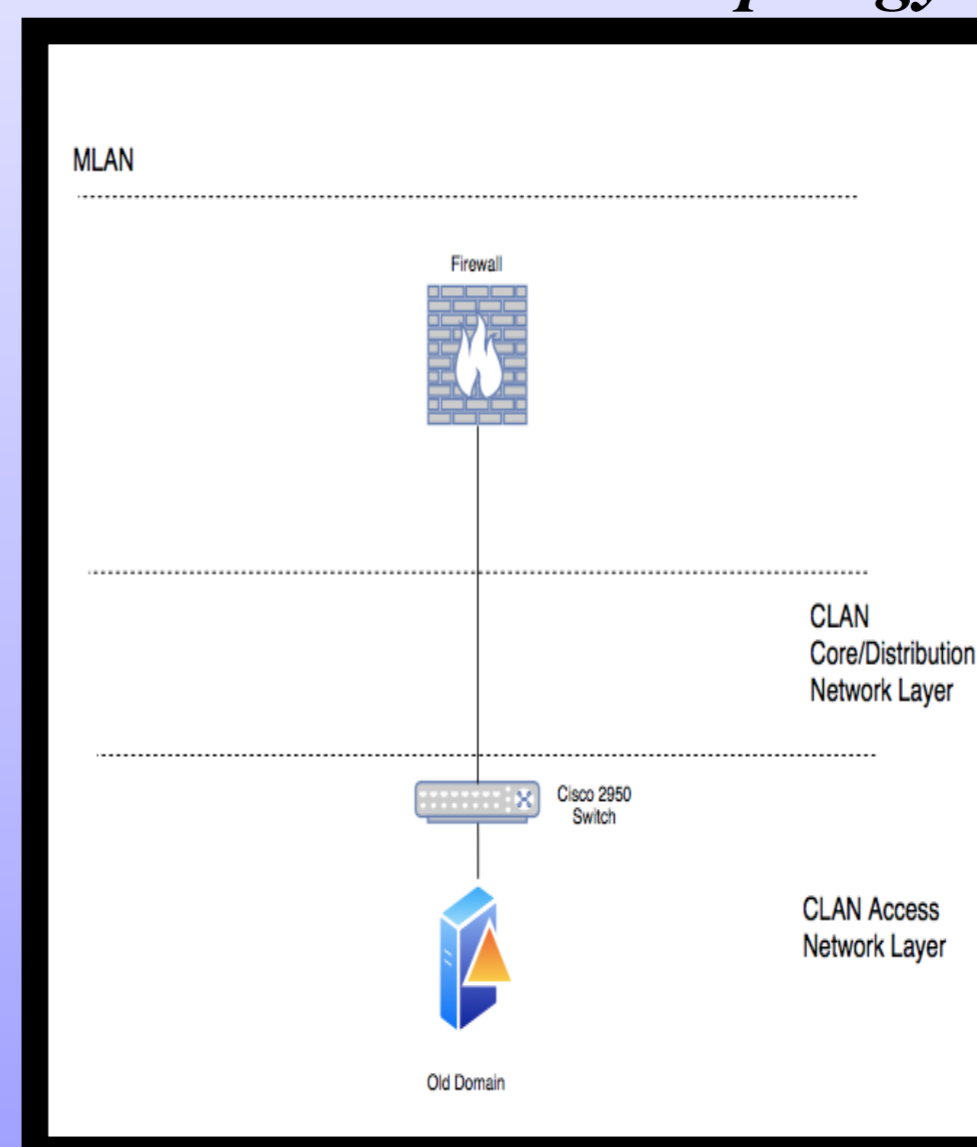 MLAN
Firewall
CLAN
Core/Distribution
Network Layer
Cisco 2950
Switch
CLAN Access
Network Layer
Old Domain